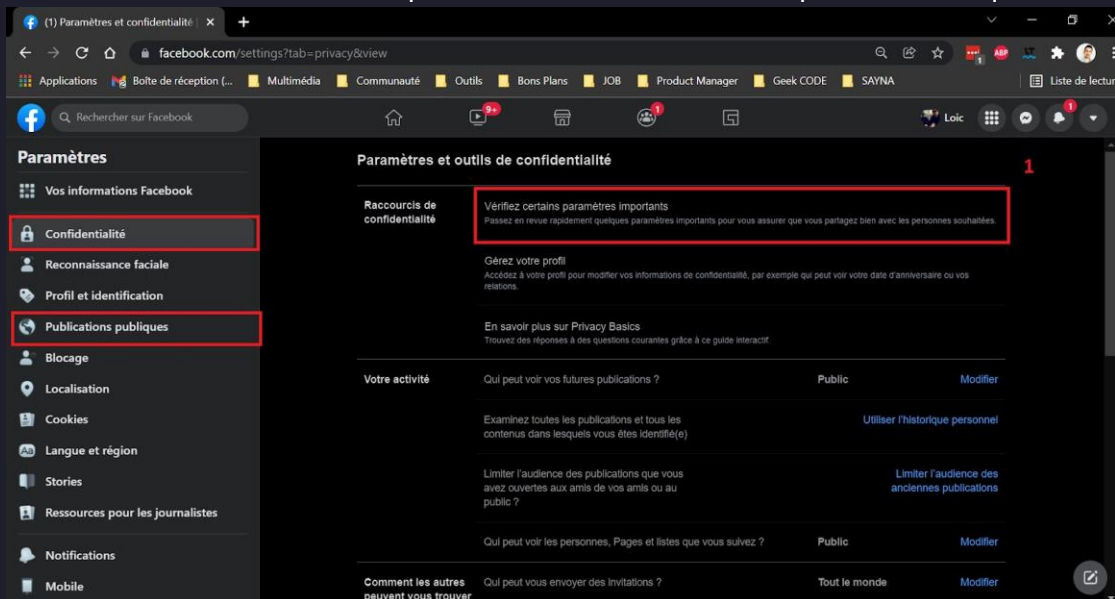 (1) Paramètres et confidentialité
facebook.com/settings?tab=privacy&view
ABP
1
Applications
Boîte de réception (...
Multimédia
Communauté
Outils
Bons Plans
JOB
Product Manager
Geek CODE
SAYNA
Liste de lectur
Rechercher sur Facebook
9+
1
Loic
1
Paramètres
Vos informations Facebook
Confidentialité
Reconnaissance faciale
Profil et identification
Publications publiques
Blocage
Localisation
Cookies
Langue et région
Stories
Ressources pour les journalistes
Notifications
Mobile
Paramètres et outils de confidentialité
1
Raccourcis de
confidentialité
Vérifiez certains paramètres importants
Passez en revue rapidement quelques paramètres importants pour vous assurer que vous partagez bien avec les personnes souhaitées.
Gérez votre profil
Accédez à votre profil pour modifier vos informations de confidentialité, par exemple qui peut voir votre date d'anniversaire ou vos
relations.
En savoir plus sur Privacy Basics
Trouvez des réponses à des questions courantes grâce à ce guide interactif.
Votre activité
Qui peut voir vos futures publications ?
Public
Modifier
Examinez toutes les publications et tous les
contenus dans lesquels vous êtes identifié(e)
Utiliser l'historique personnel
Limiter l'audience des publications que vous
avez ouvertes aux amis de vos amis ou au
public ?
Limiter l'audience des
anciennes publications
Qui peut voir les personnes, Pages et listes que vous suivez ?
Public
Modifier
Comment les autres
peuvent vous trouver
Qui peut vous envoyer des invitations ?
Tout le monde
Modifier